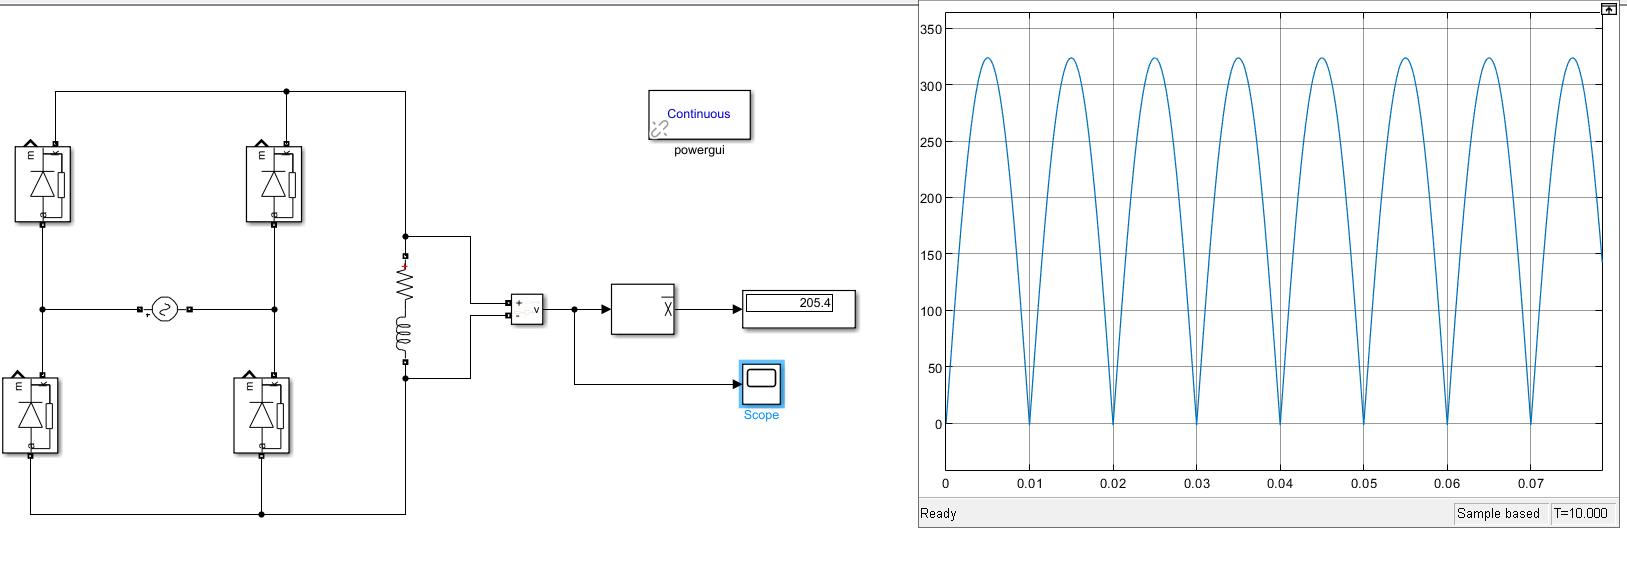 m
k
a
m
k
a
m
k
a
m
k
a
+
+
Continuous
powergui
+
-
v
X
205.4
Scope
350
300
250
200
150
100
50
0
0
0.01
0.02
0.03
0.04
0.05
0.06
0.07
Ready
Sample based
T=10.000